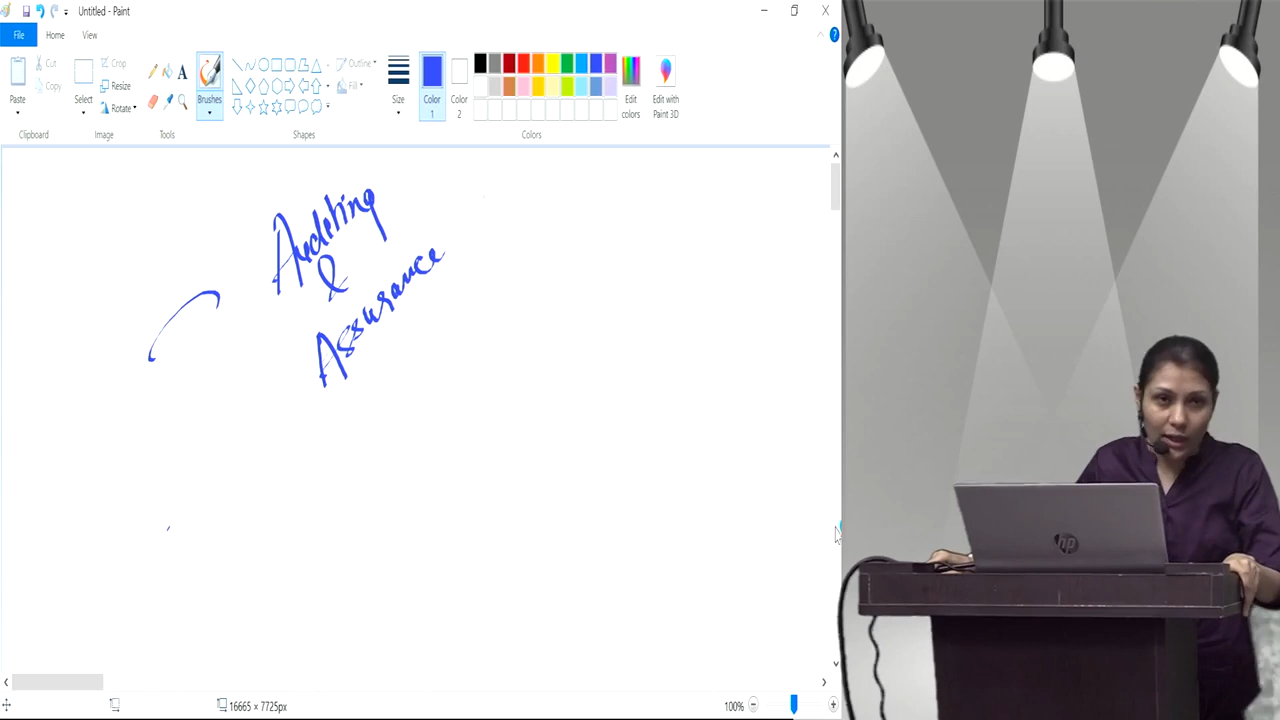 Untitled - Paint
File
Home
View
Paste
Cut
Copy
Clipboard
Select
Crop
Resize
Rotate
Image
A
Tools
Brushes
Outline
Fill
Shapes
Size
Color
1
Color
2
Edit
colors
Edit with
Paint 3D
Colors
?
Auditing
&
Assurance
hp
16665 × 7725px
100%